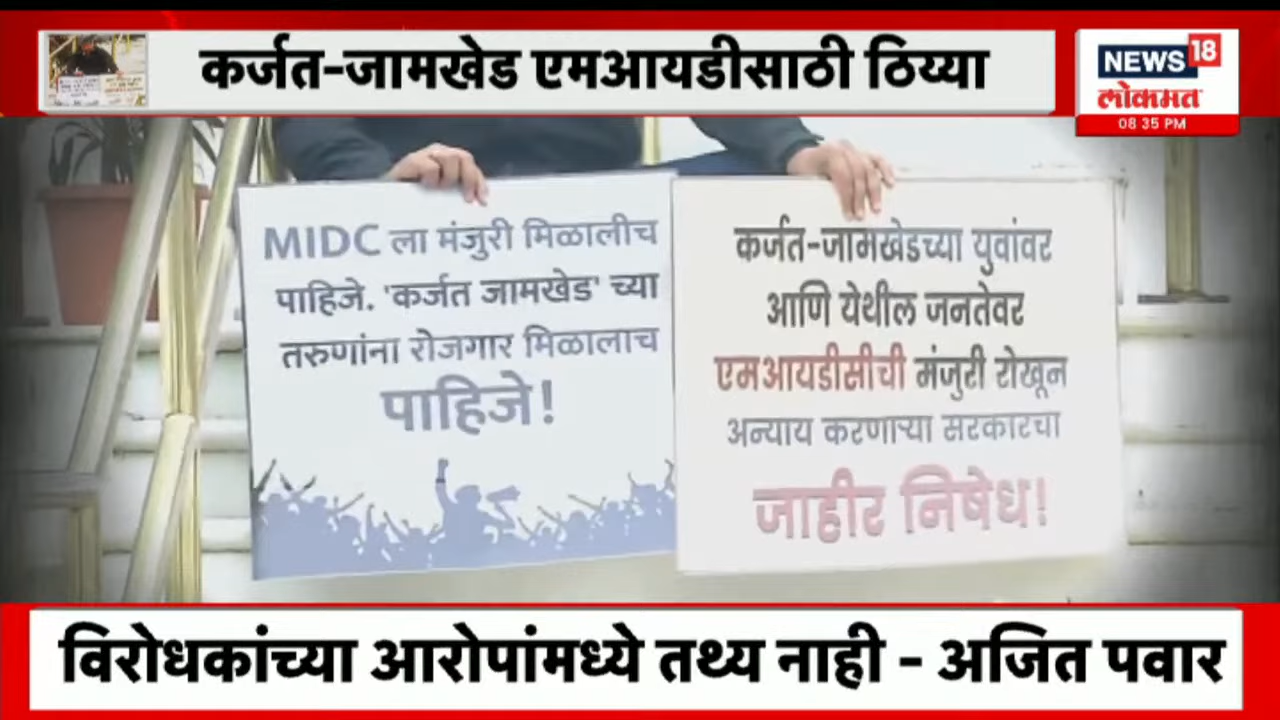 कर्जत-जामखेड एमआयडीसाठी ठिय्या
NEWS 18
लोकमत
08 35 PM
MIDC ला मंजुरी मिळालीच
पाहिजे. 'कर्जत जामखेड' च्या
तरुणांना रोजगार मिळालाच
पाहिजे!
कर्जत-जामखेडच्या युवांवर
आणि येथील जनतेवर
एमआयडीसीची मंजुरी रोखून
अन्याय करणाऱ्या सरकारचा
जाहीर निषेध!
विरोधकांच्या आरोपांमध्ये तथ्य नाही - अजित पवार